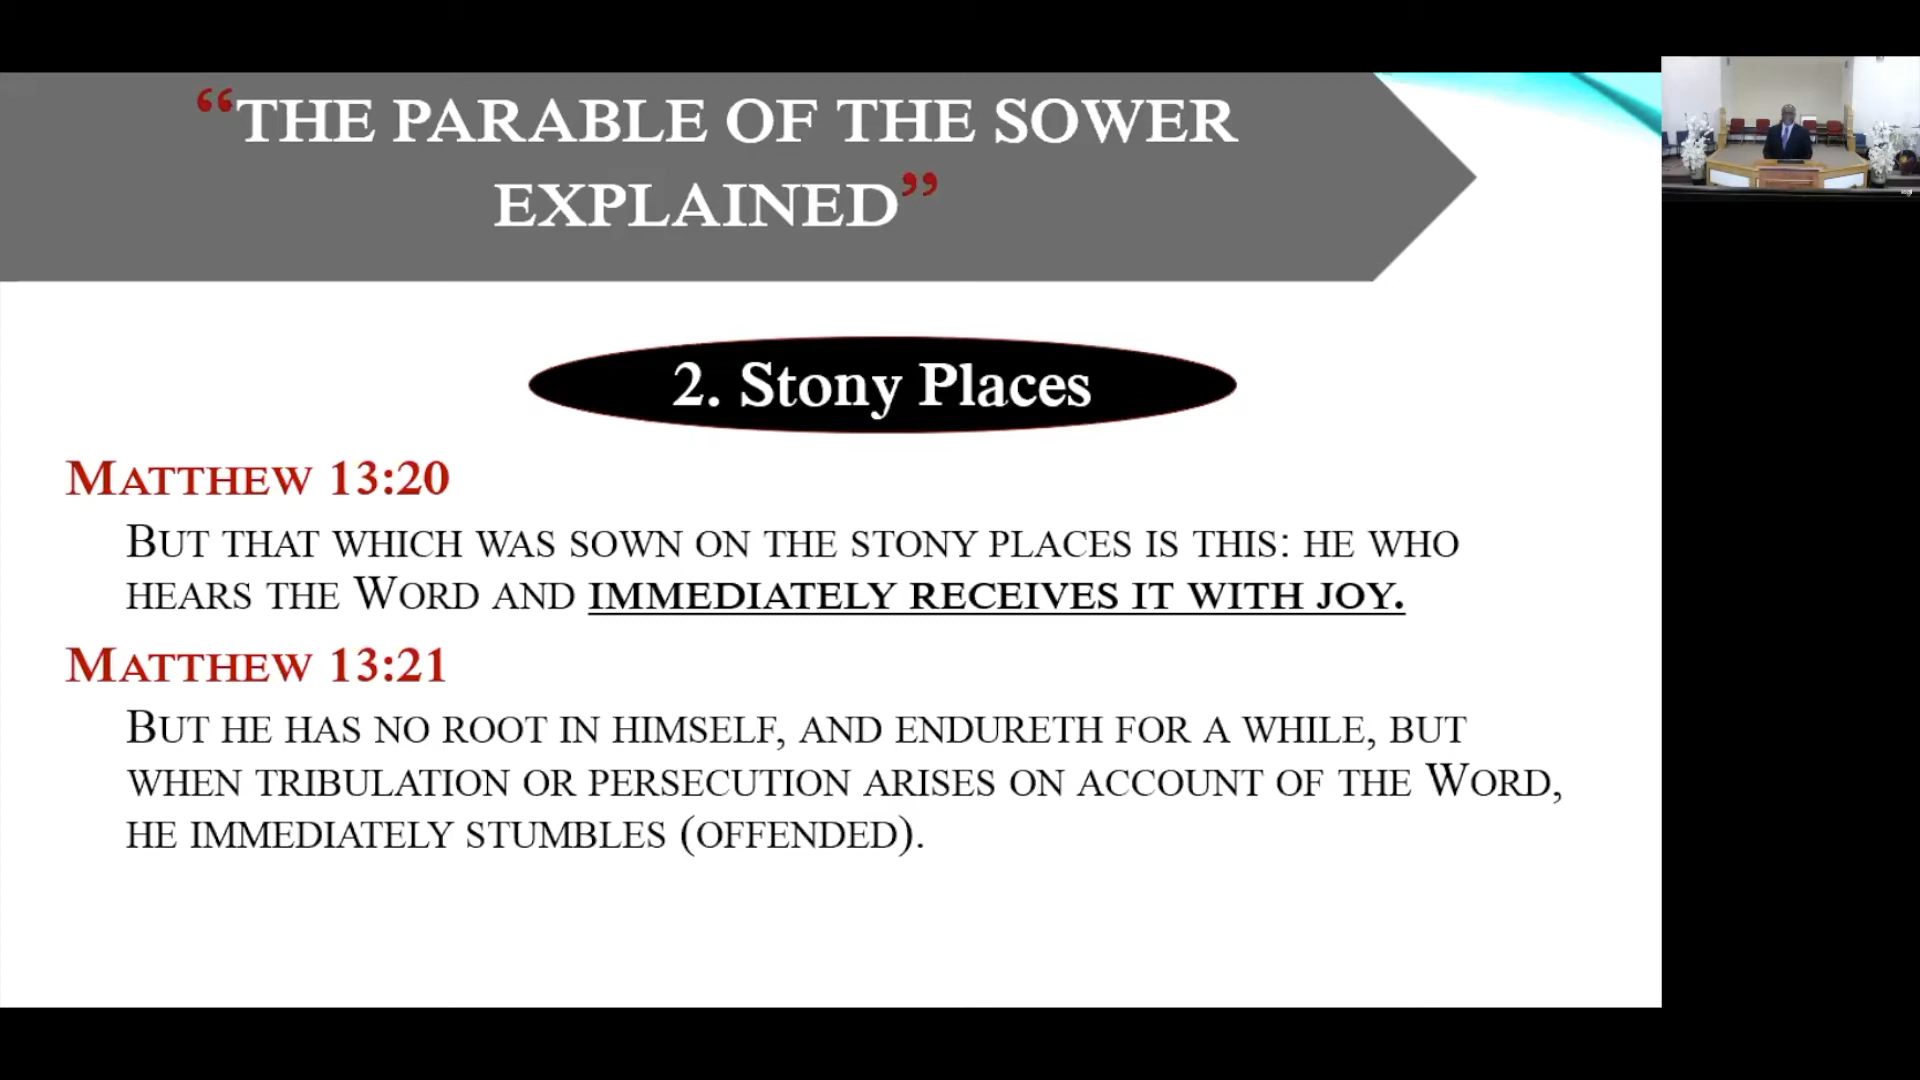 “THE PARABLE OF THE SOWER
EXPLAINED”
2. Stony Places
MATTHEW 13:20
BUT THAT WHICH WAS SOWN ON THE STONY PLACES IS THIS: HE WHO
HEARS THE WORD AND IMMEDIATELY RECEIVES IT WITH JOY.
MATTHEW 13:21
BUT HE HAS NO ROOT IN HIMSELF, AND ENDURETH FOR A WHILE, BUT
WHEN TRIBULATION OR PERSECUTION ARISES ON ACCOUNT OF THE WORD,
HE IMMEDIATELY STUMBLES (OFFENDED).